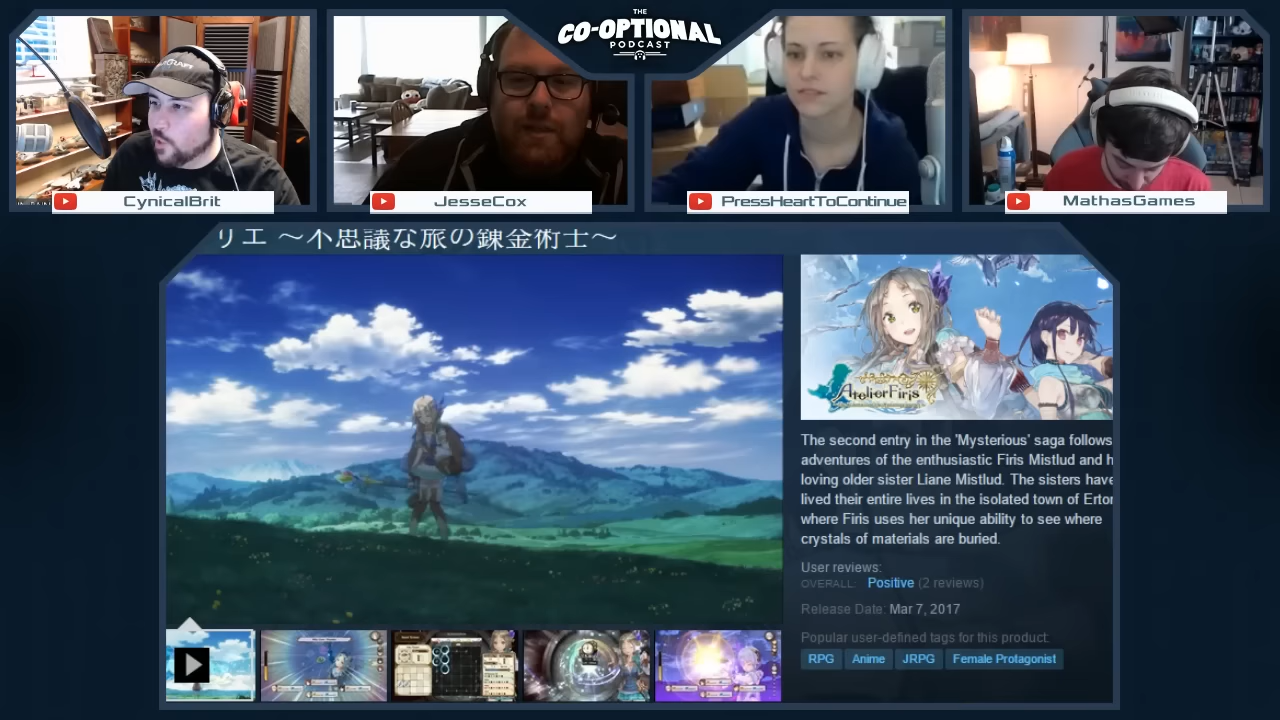 THE
CO-OPTIONAL
PODCAST
CynicalBrit
JesseCox
PressHeartToContinue
MathasGames
リエ ～不思議な旅の錬金術士～
AtelierFiris
The second entry in the 'Mysterious' saga follows
adventures of the enthusiastic Firis Mistlud and h
loving older sister Liane Mistlud. The sisters have
lived their entire lives in the isolated town of Erton
where Firis uses her unique ability to see where
crystals of materials are buried.
User reviews:
OVERALL: Positive (2 reviews)
Release Date: Mar 7, 2017
Popular user-defined tags for this product:
RPG Anime JRPG Female Protagonist